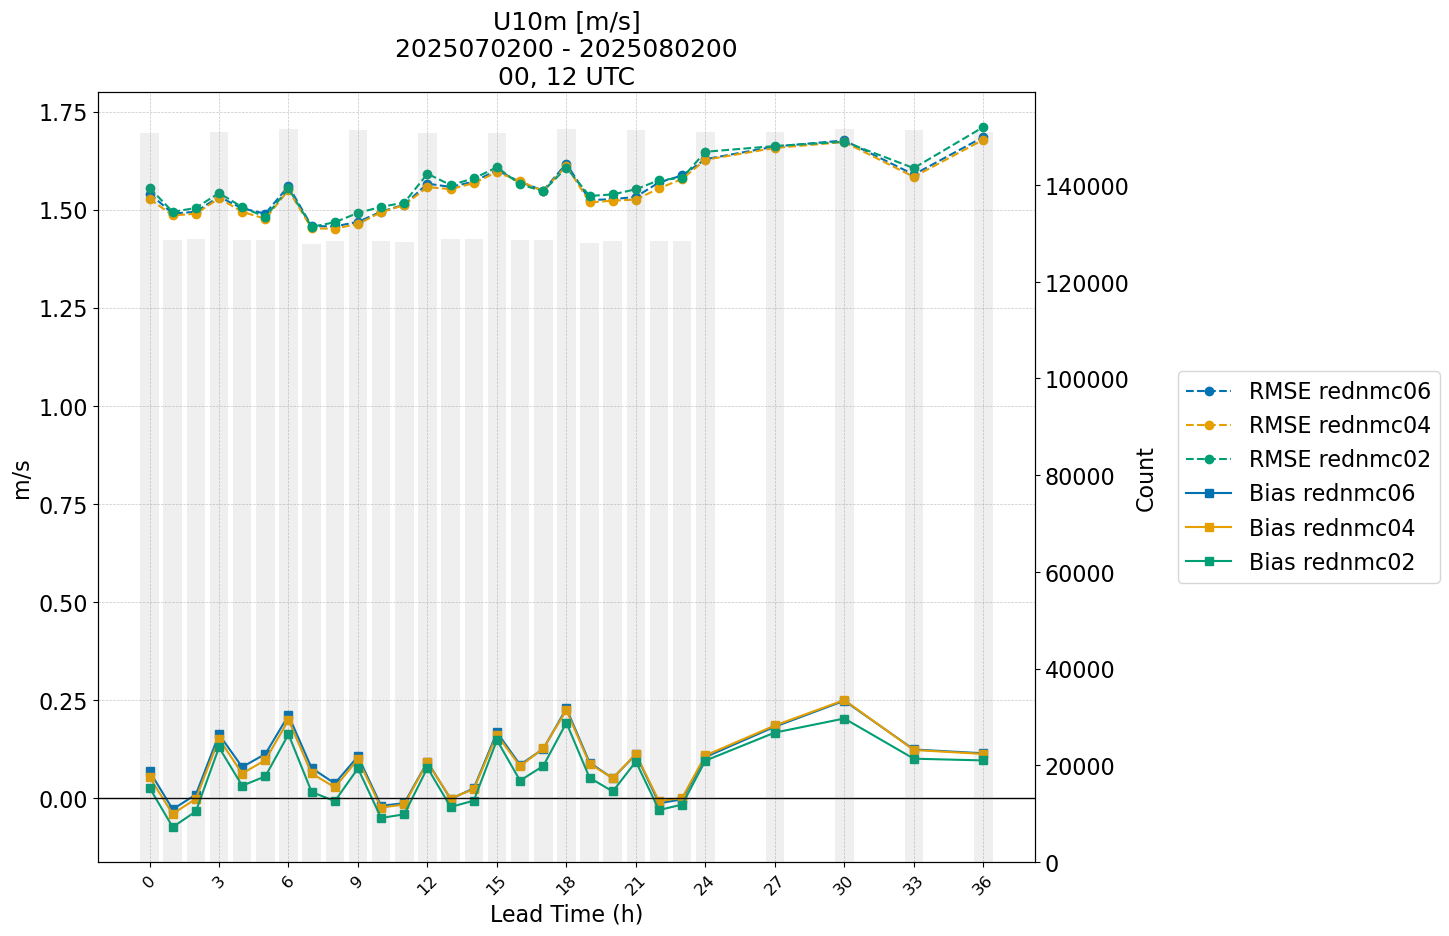 U10m [m/s]
2025070200 - 2025080200
00, 12 UTC
1.75
1.50
1.25
1.00
0.75
0.50
0.25
0.00
m/s
140000
120000
100000
80000
60000
40000
20000
0
Count
0
3
6
9
12
15
18
21
24
27
30
33
36
Lead Time (h)
RMSE rednmc06
RMSE rednmc04
RMSE rednmc02
Bias rednmc06
Bias rednmc04
Bias rednmc02